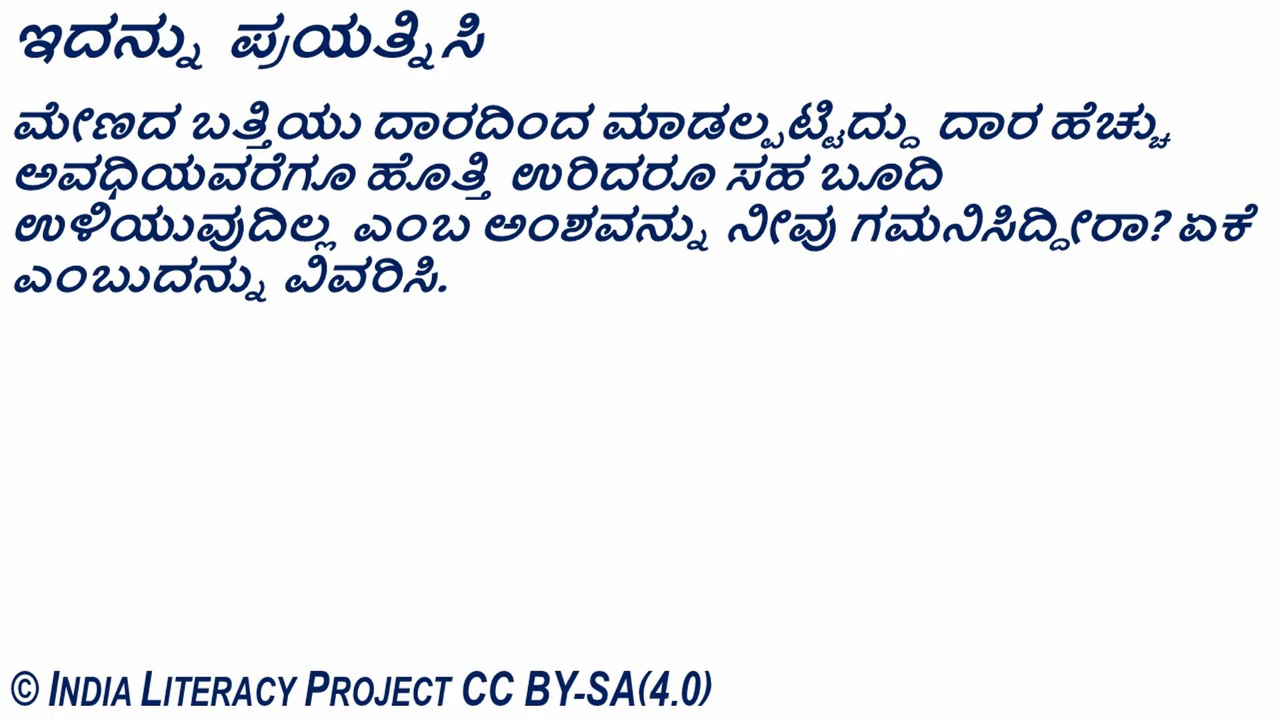 ಇದನ್ನು ಪ್ರಯತ್ನಿಸಿ
ಮೇಣದ ಬತ್ತಿಯು ದಾರದಿಂದ ಮಾಡಲ್ಪಟ್ಟಿದ್ದು ದಾರ ಹೆಚ್ಚು
ಅವಧಿಯವರೆಗೂ ಹೊತ್ತಿ ಉರಿದರೂ ಸಹ ಬೂದಿ
ಉಳಿಯುವುದಿಲ್ಲ ಎಂಬ ಅಂಶವನ್ನು ನೀವು ಗಮನಿಸಿದ್ದೀರಾ? ಏಕೆ
ಎಂಬುದನ್ನು ವಿವರಿಸಿ.
© INDIA LITERACY PROJECT CC BY-SA(4.0)